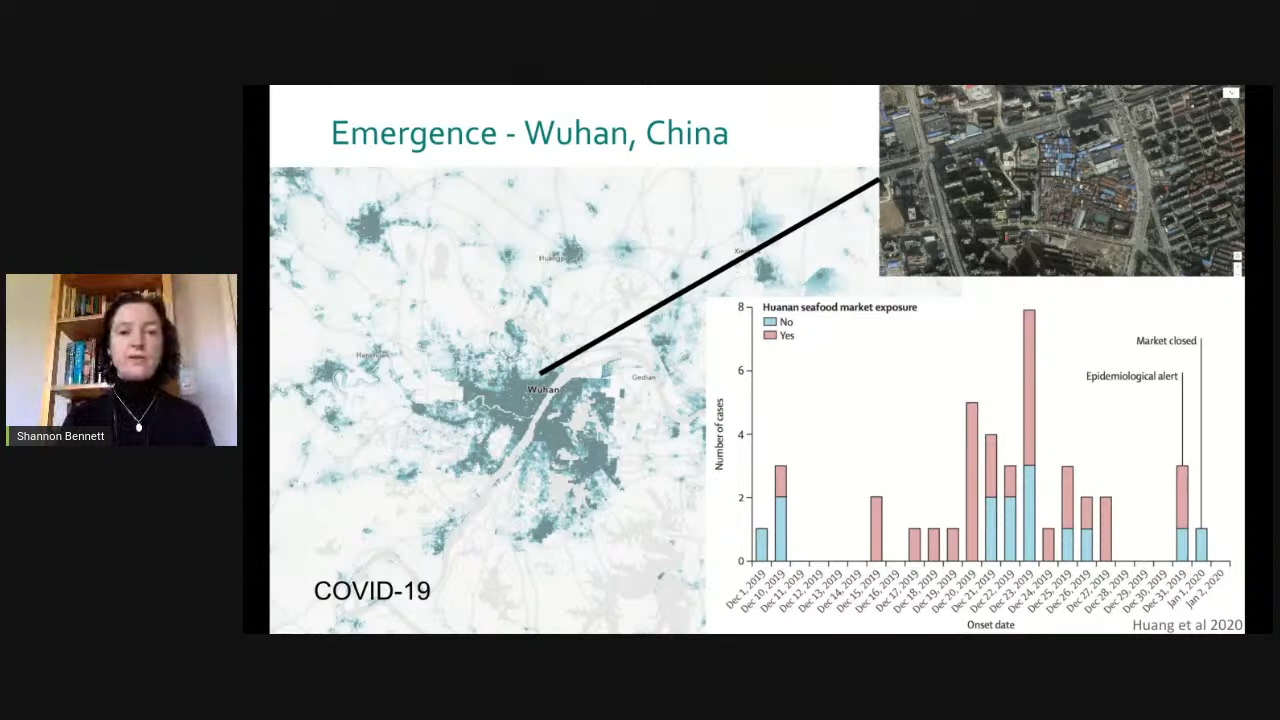 Emergence - Wuhan, China
Huangpi
Hanchuan
Wuhan
Gedian
COVID-19
Shannon Bennett
Huanan seafood market exposure
No
Yes
Market closed
Epidemiological alert
Number of cases
8
6
4
2
0
Dec 1, 2019
Dec 10, 2019
Dec 11, 2019
Dec 12, 2019
Dec 13, 2019
Dec 14, 2019
Dec 15, 2019
Dec 16, 2019
Dec 17, 2019
Dec 18, 2019
Dec 19, 2019
Dec 20, 2019
Dec 21, 2019
Dec 22, 2019
Dec 23, 2019
Dec 24, 2019
Dec 25, 2019
Dec 26, 2019
Dec 27, 2019
Dec 28, 2019
Dec 29, 2019
Dec 30, 2019
Dec 31, 2019
Jan 1, 2020
Jan 2, 2020
Onset date
Huang et al 2020